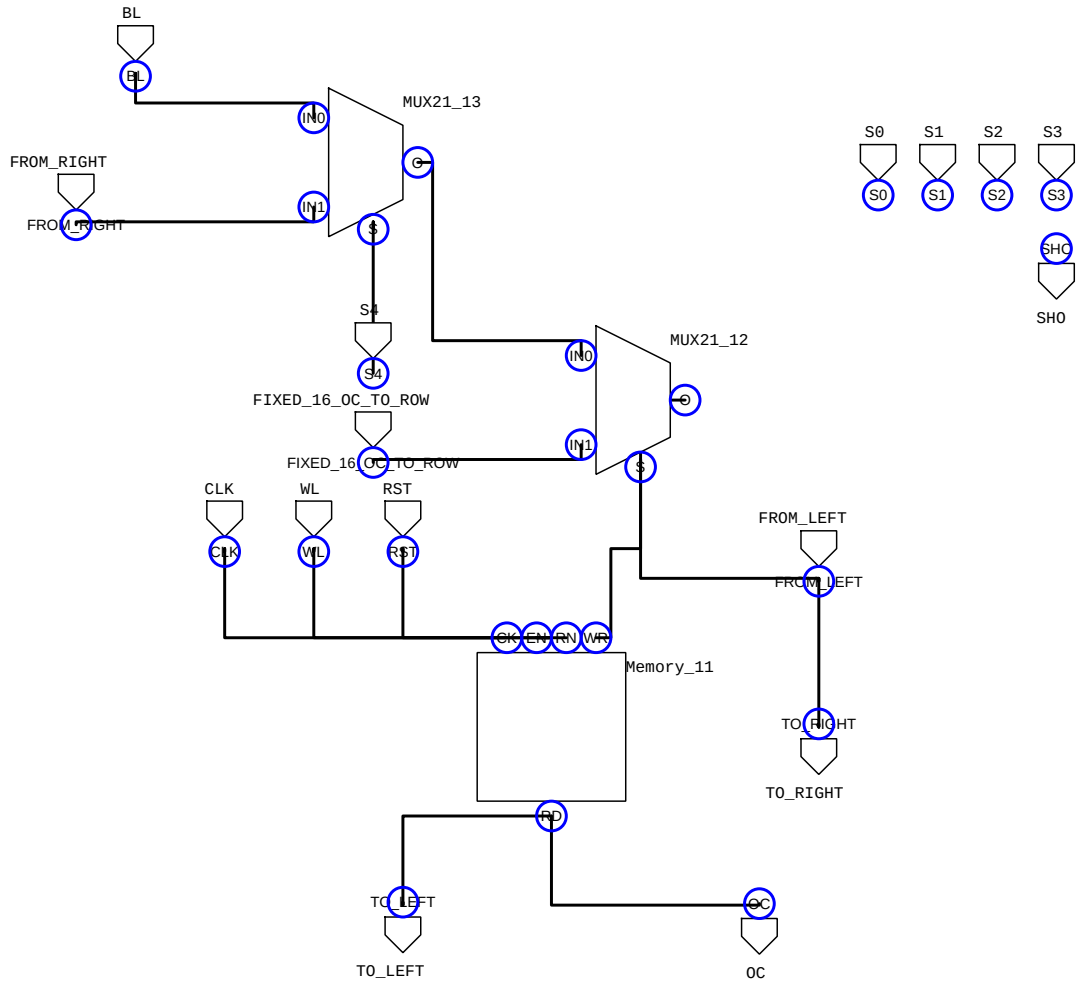 BL
BL
MUX21_13
IN0
S0 S1 S2 S3
FROM_RIGHT
O
S0 S1 S2 S3
IN1
FROM_RIGHT
S
SHO
S4
SHO
MUX21_12
IN0
S4
FIXED_16_OC_TO_ROW
O
IN1
FIXED_16_OC_TO_ROW
S
CLK WL RST
FROM_LEFT
CLK WL RST
FROM_LEFT
CK EN RN WR
Memory_11
TO_RIGHT
TO_RIGHT
RD
TO_LEFT
OC
TO_LEFT
OC